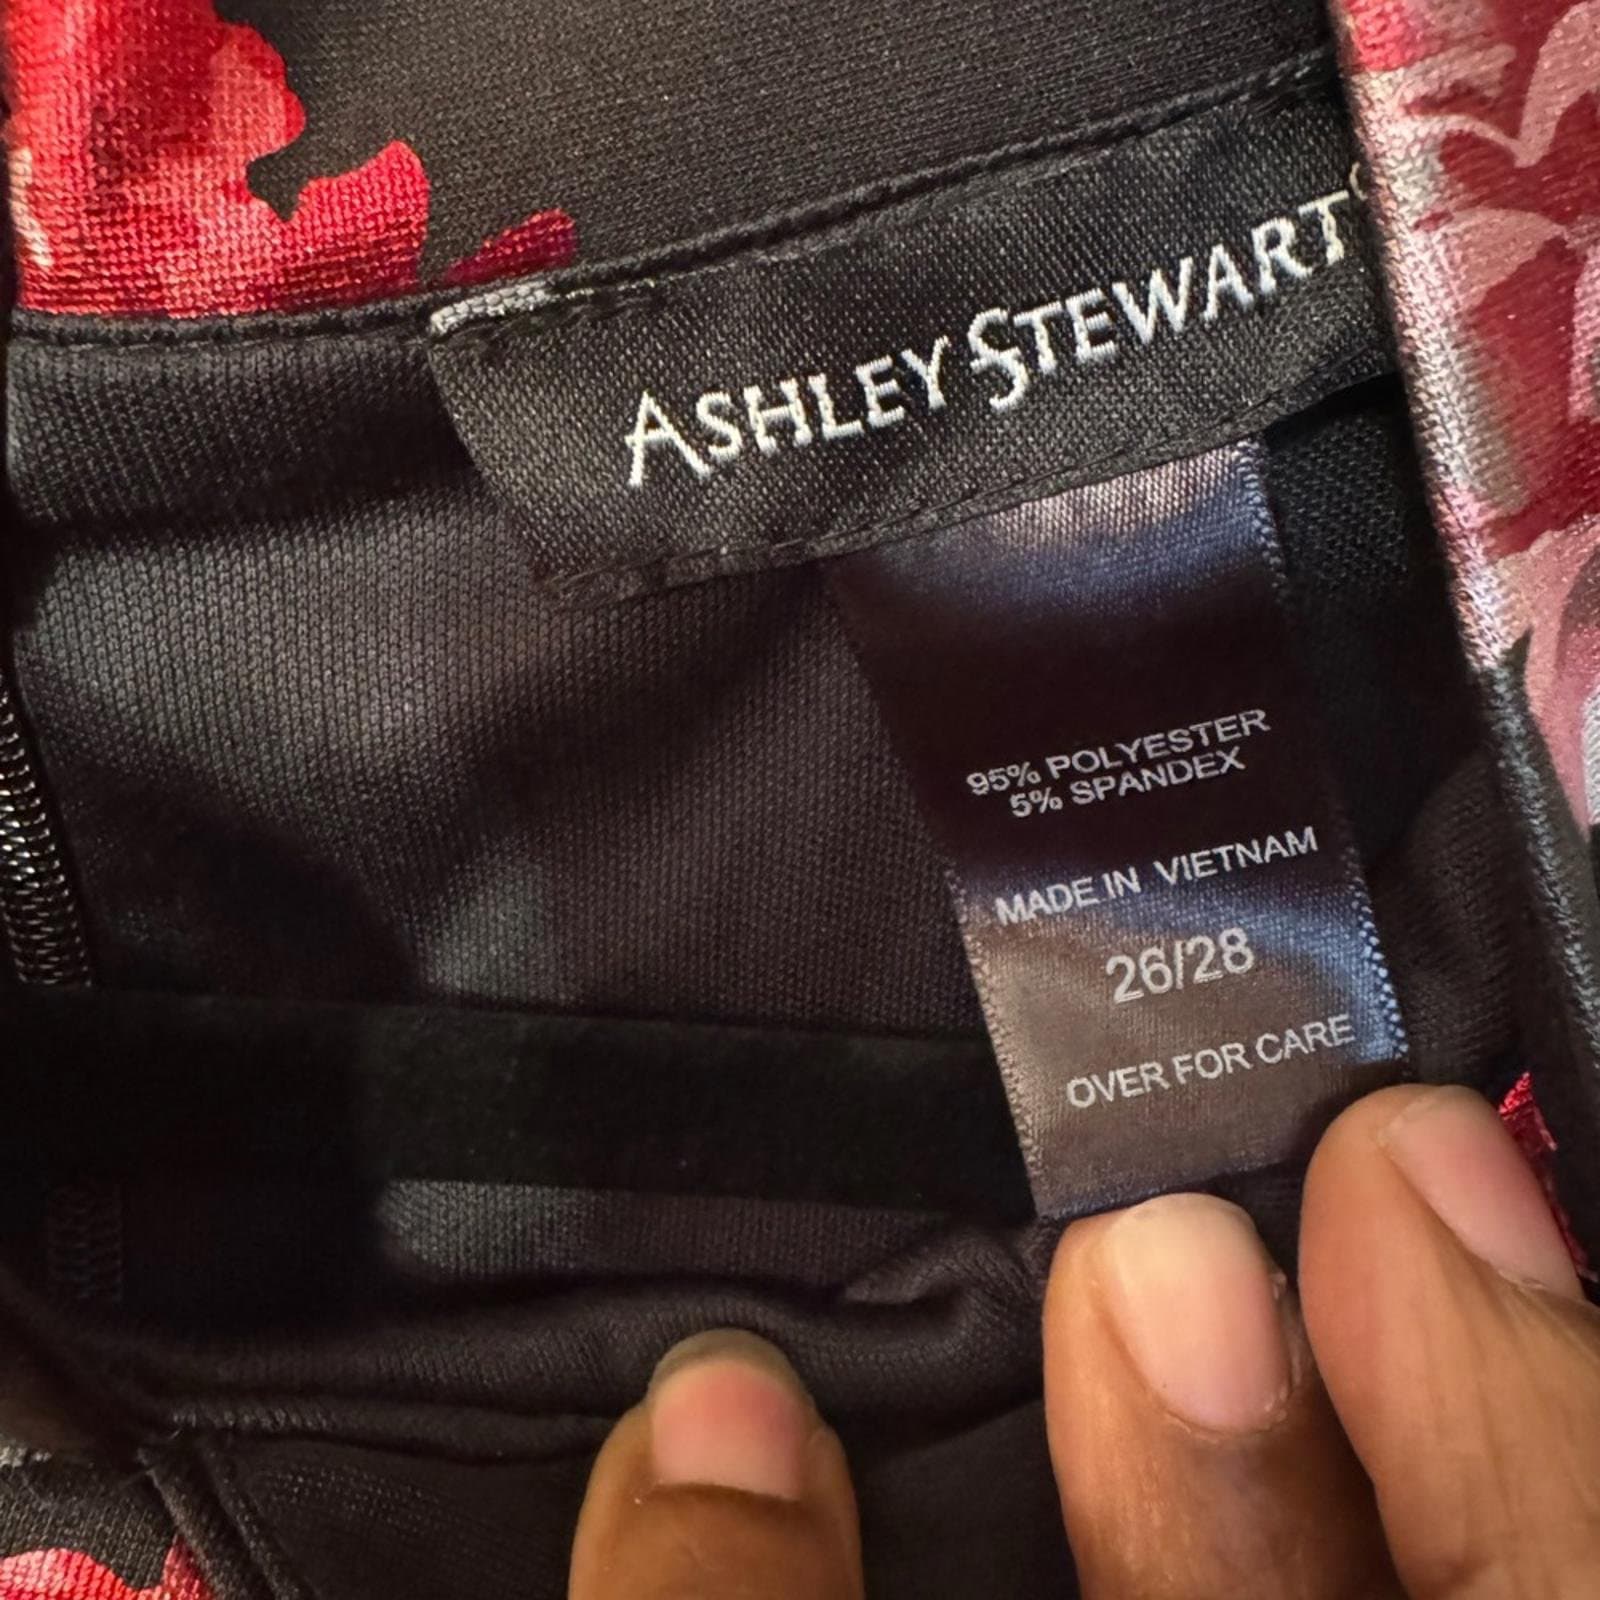 ASHLEY STEWART
95% POLYESTER
5% SPANDEX
MADE IN VIETNAM
26/28
OVER FOR CARE